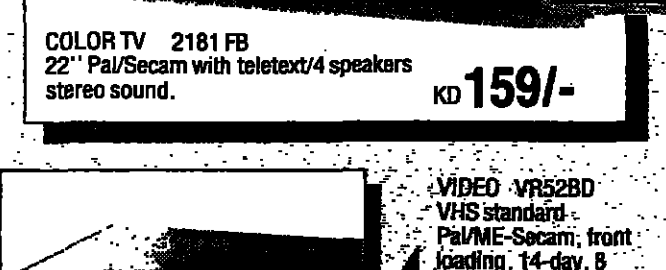 COLOR TV 2181 FB
22" Pal/Secam with teletext/4 speakers
stereo sound.
KD 159/-
VIDEO VR52BD
VHS standard
Pal/ME-Secam, front
loading, 14-day, 8